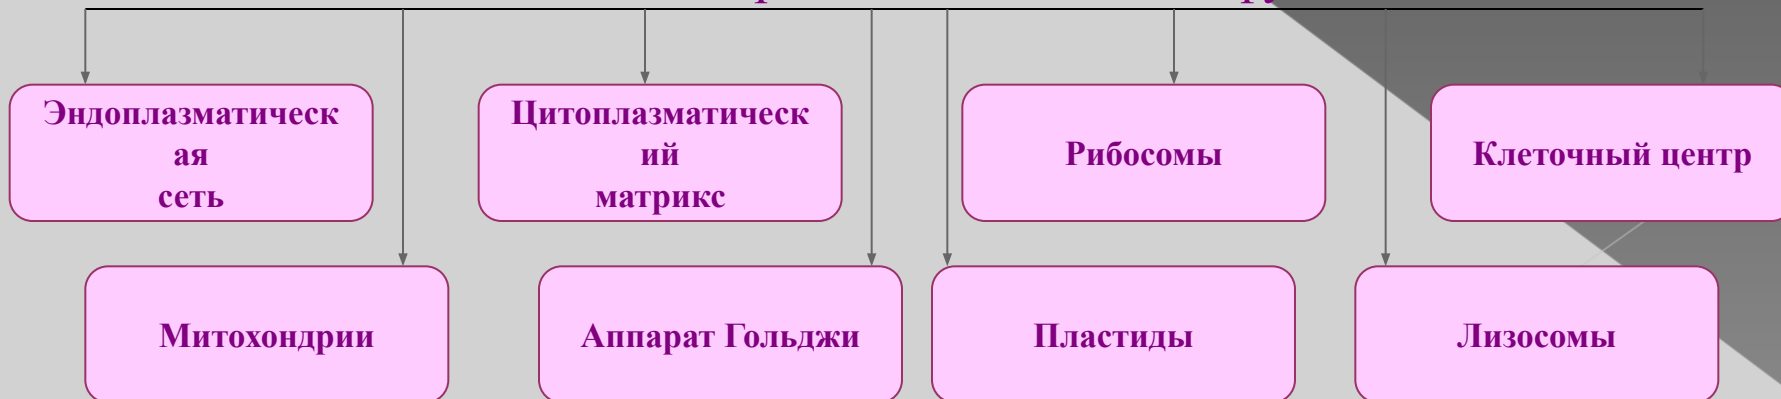 Эндоплазматическ
ая
сеть
Цитоплазматическ
ий
матрикс
Рибосомы
Клеточный центр
Митохондрии
Аппарат Гольджи
Пластиды
Лизосомы